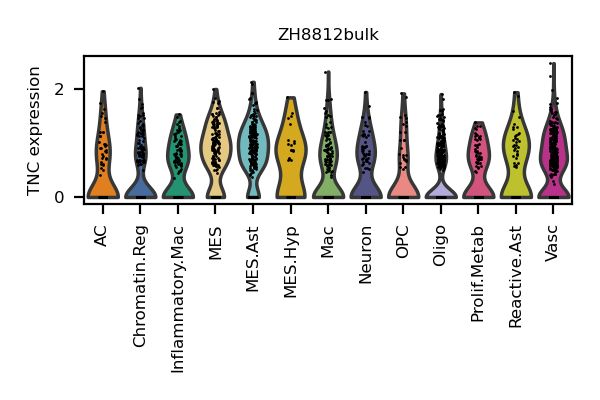 ZH8812bulk
TNC expression
2
0
AC
Chromatin.Reg
Inflammatory.Mac
MES
MES.Ast
MES.Hyp
Mac
Neuron
OPC
Oligo
Prolif.Metab
Reactive.Ast
Vasc